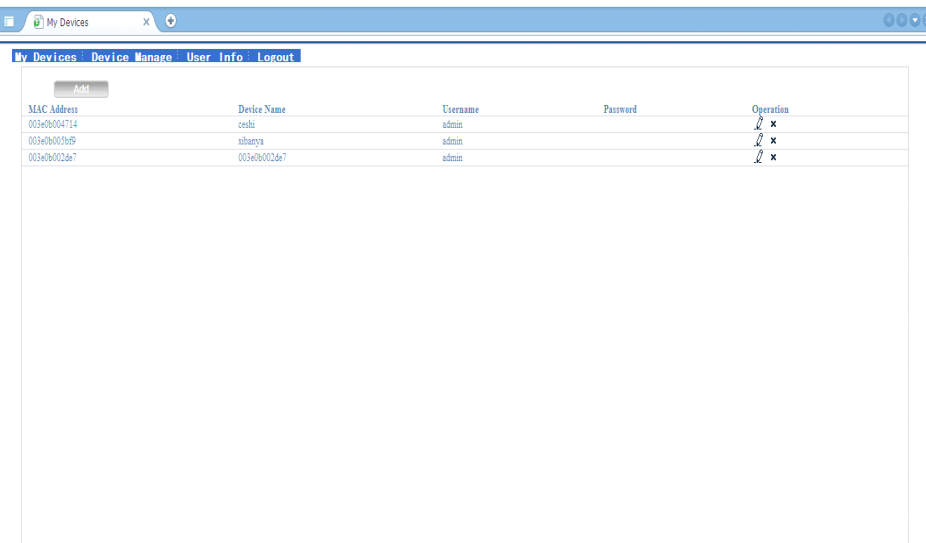 My Devices
My Devices Device Manage User Info Logout
Add
MAC Address Device Name Username Password Operation
003e0b004714 ceshi admin
003e0b005bf9 xibanya admin
003e0b002de7 003e0b002de7 admin